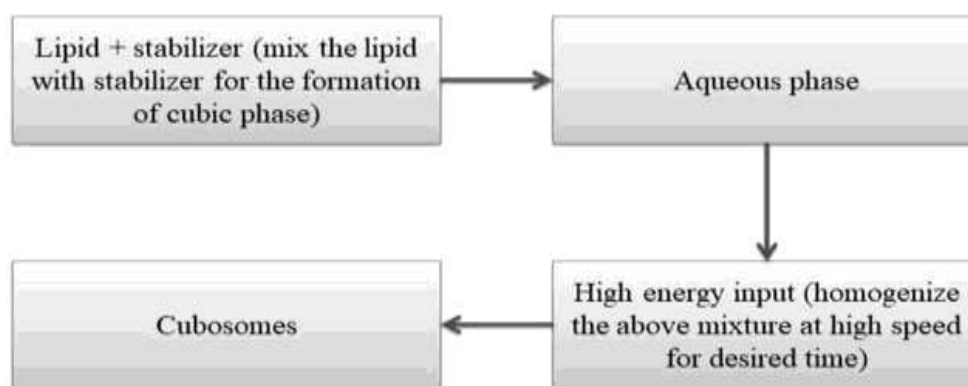 Lipid + stabilizer (mix the lipid
with stabilizer for the formation
of cubic phase)
Aqueous phase
High energy input (homogenize
the above mixture at high speed
for desired time)
Cubosomes